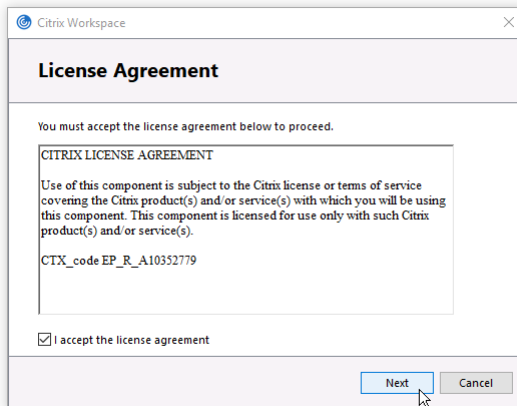 Citrix Workspace
License Agreement
You must accept the license agreement below to proceed.
CITRIX LICENSE AGREEMENT
Use of this component is subject to the Citrix license or terms of service
covering the Citrix product(s) and/or service(s) with which you will be using
this component. This component is licensed for use only with such Citrix
product(s) and/or service(s).
CTX_code EP_R_A10352779
I accept the license agreement
Next
Cancel